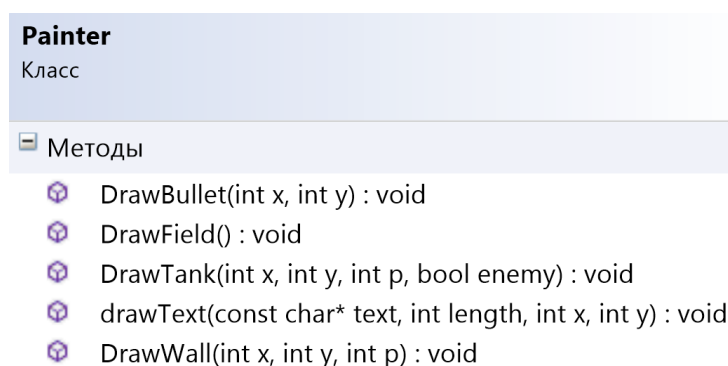 Painter
Класс
Методы
DrawBullet(int x, int y) : void
DrawField() : void
DrawTank(int x, int y, int p, bool enemy) : void
drawText(const char* text, int length, int x, int y) : void
DrawWall(int x, int y, int p) : void